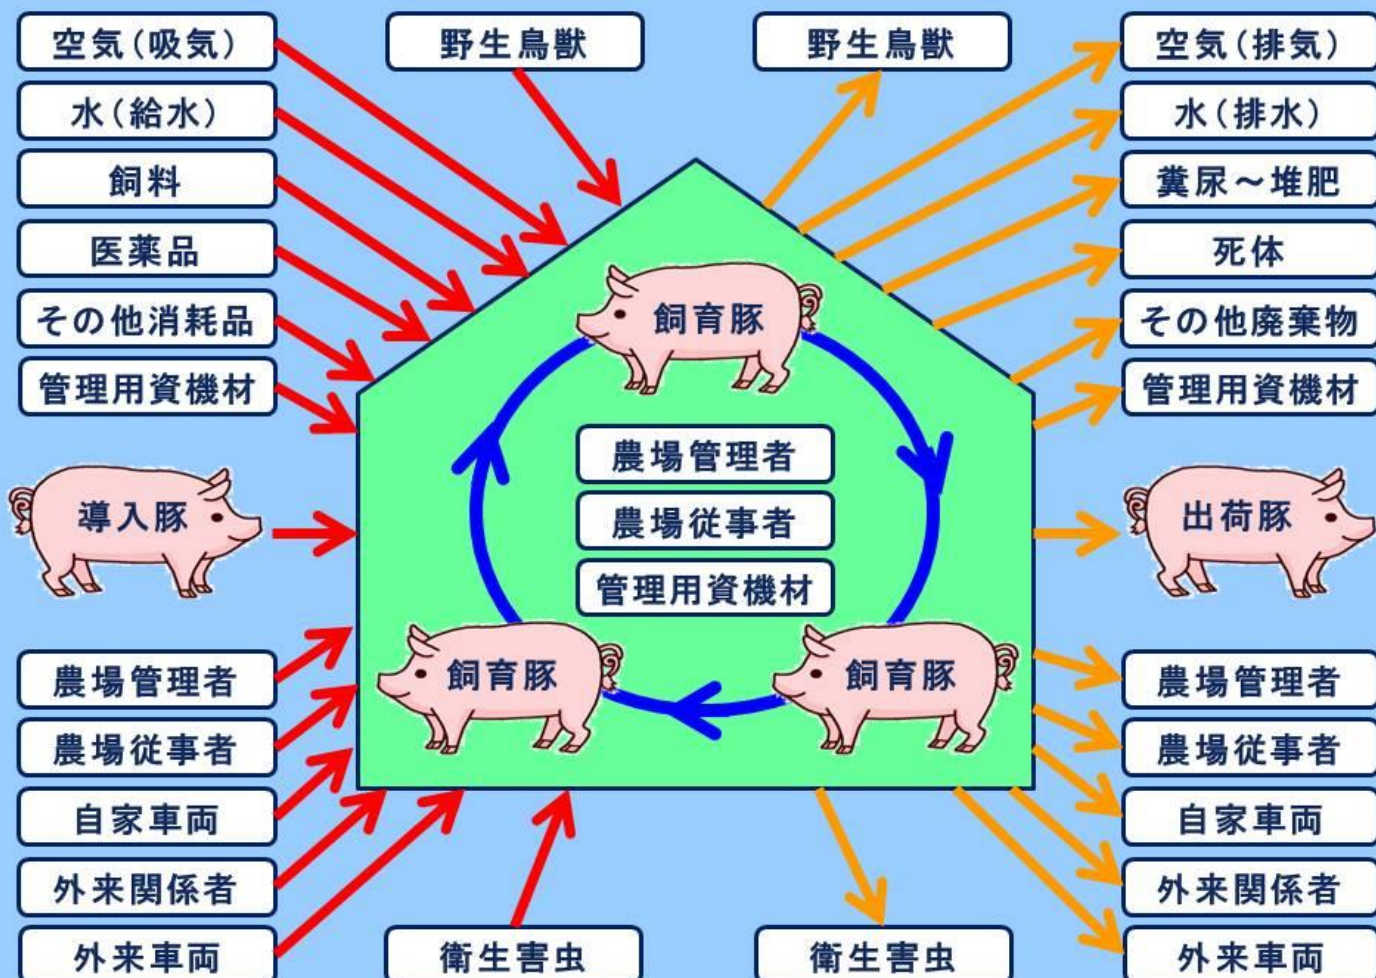 空気(吸気)
野生鳥獣
野生鳥獣
空気(排気)
水(給水)
水(排水)
飼料
糞尿～堆肥
医薬品
死体
その他消耗品
その他廃棄物
管理用資機材
管理用資機材
飼育豚
農場管理者
農場従事者
管理用資機材
導入豚
出荷豚
飼育豚
飼育豚
農場管理者
農場管理者
農場従事者
農場従事者
自家車両
自家車両
外来関係者
外来関係者
外来車両
衛生害虫
衛生害虫
外来車両